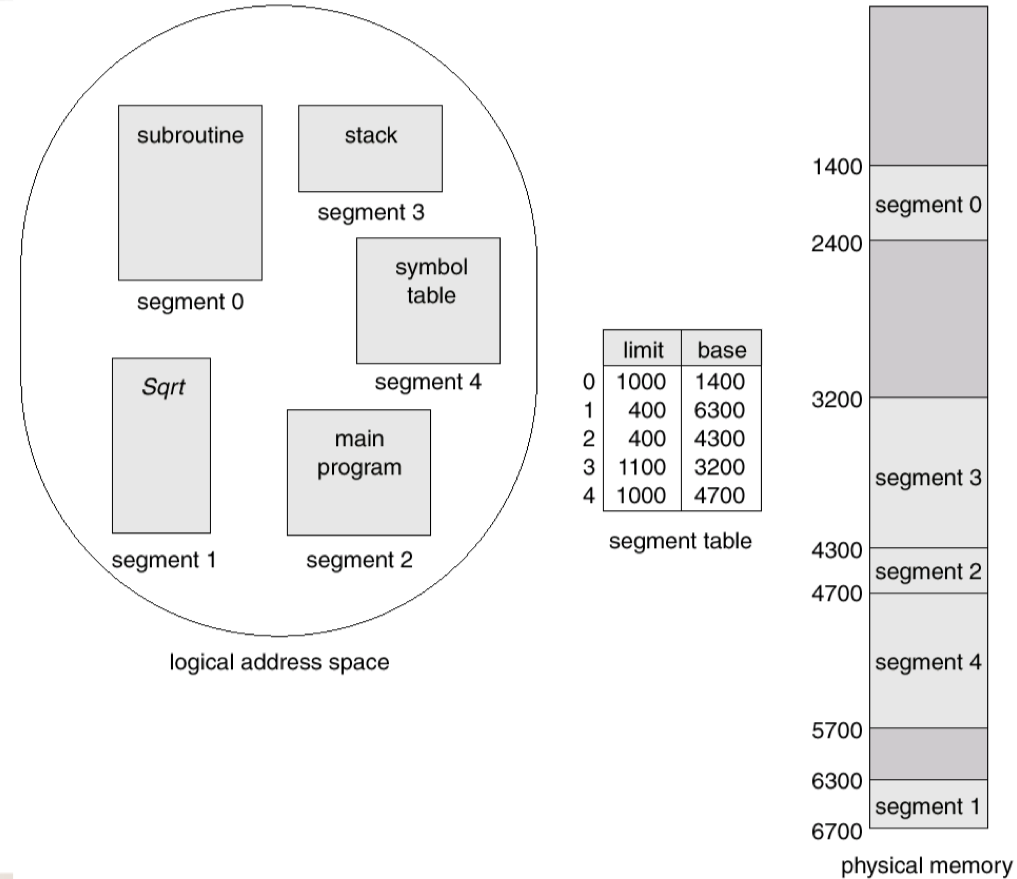 subroutine
segment 0
stack
segment 3
symbol
table
segment 4
Sqrt
segment 1
main
program
segment 2
logical address space
limit base
0 1000 1400
1 400 6300
2 400 4300
3 1100 3200
4 1000 4700
segment table
1400
segment 0
2400
3200
segment 3
4300
segment 2
4700
segment 4
5700
6300
segment 1
6700
physical memory